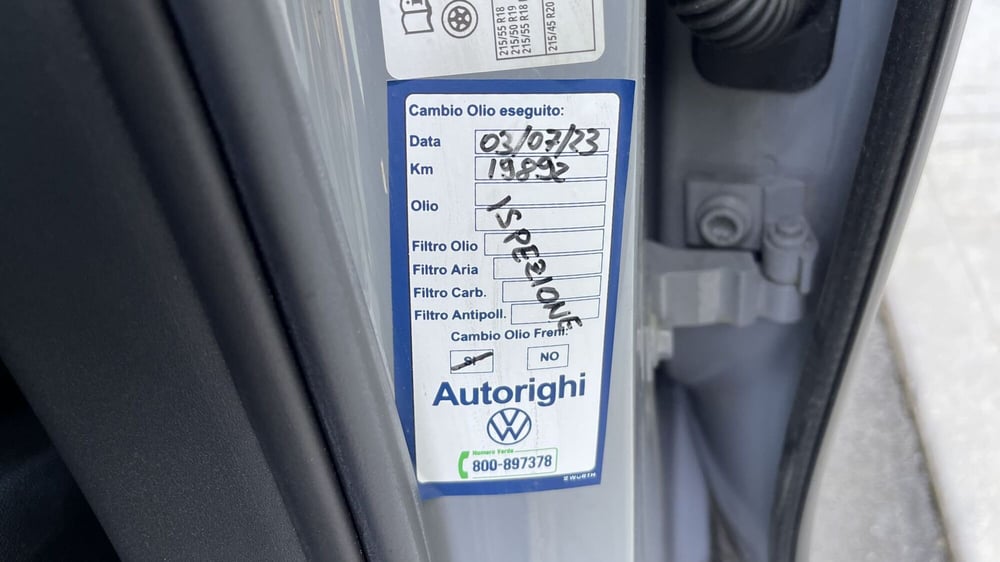 215/55 R18
215/50 R19
215/55 R18
215/45 R20
Cambio Olio eseguito:
Data 03/07/23
Km 19892
Olio
ISPEZIONE
Filtro Olio
Filtro Aria
Filtro Carb.
Filtro Antipoll.
Cambio Olio Freni:
SI NO
Autorighi
VW
Numero Verde
800-897378
WÜRTH